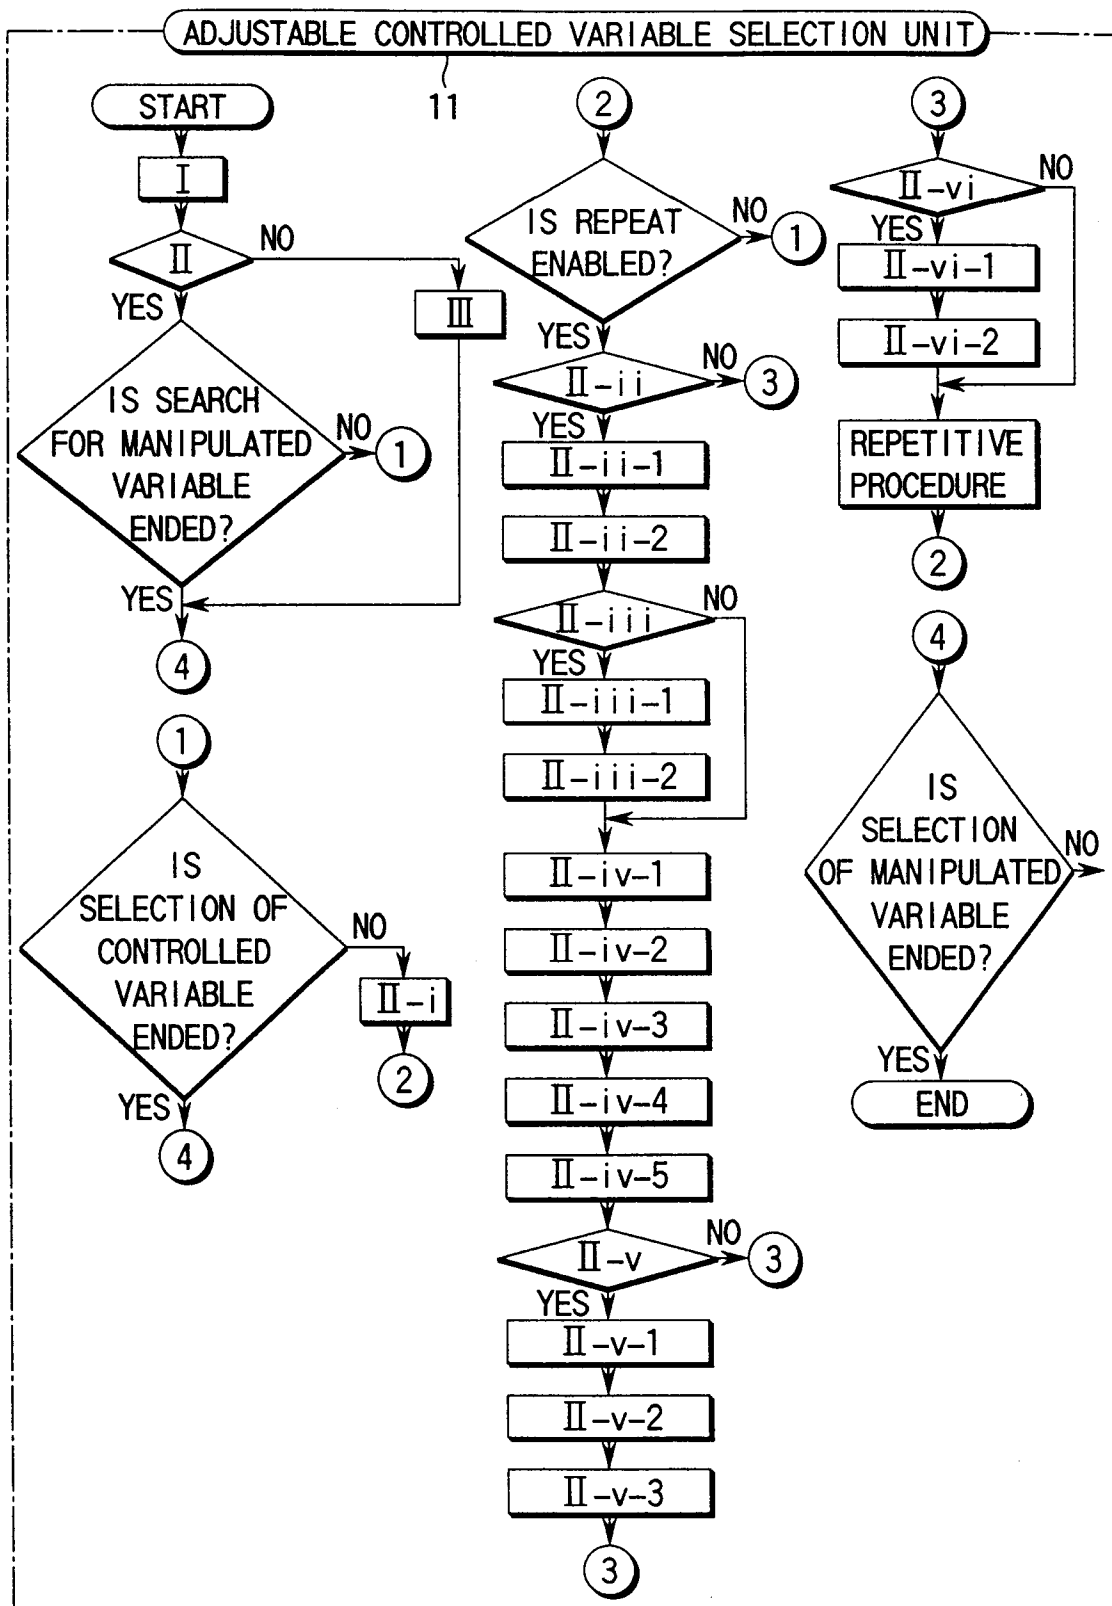 ADJUSTABLE CONTROLLED VARIABLE SELECTION UNIT
11
START
I
II
NO
YES
III
IS SEARCH
FOR MANIPULATED
VARIABLE
ENDED?
NO
1
YES
4
1
IS
SELECTION OF
CONTROLLED
VARIABLE
ENDED?
NO
II-i
2
YES
4
2
IS REPEAT
ENABLED?
NO
1
YES
II-ii
NO
3
YES
II-ii-1
II-ii-2
II-iii
NO
YES
II-iii-1
II-iii-2
II-iv-1
II-iv-2
II-iv-3
II-iv-4
II-iv-5
II-v
NO
3
YES
II-v-1
II-v-2
II-v-3
3
3
II-vi
NO
YES
II-vi-1
II-vi-2
REPETITIVE
PROCEDURE
2
4
IS
SELECTION
OF MANIPULATED
VARIABLE
ENDED?
NO
YES
END